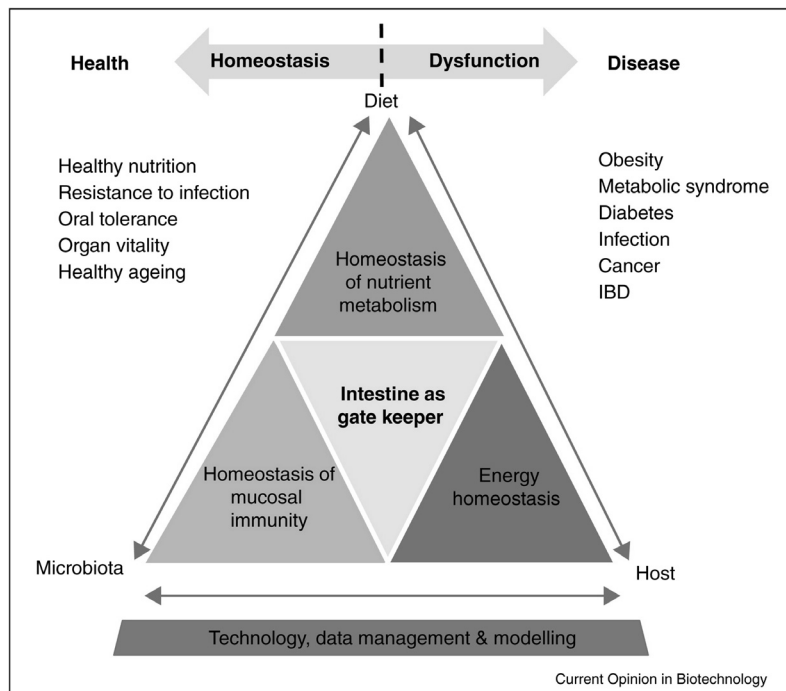 Health
Homeostasis
Dysfunction
Disease
Diet
Healthy nutrition
Resistance to infection
Oral tolerance
Organ vitality
Healthy ageing
Obesity
Metabolic syndrome
Diabetes
Infection
Cancer
IBD
Homeostasis
of nutrient
metabolism
Intestine as
gate keeper
Homeostasis of
mucosal
immunity
Energy
homeostasis
Microbiota
Host
Technology, data management & modelling
Current Opinion in Biotechnology